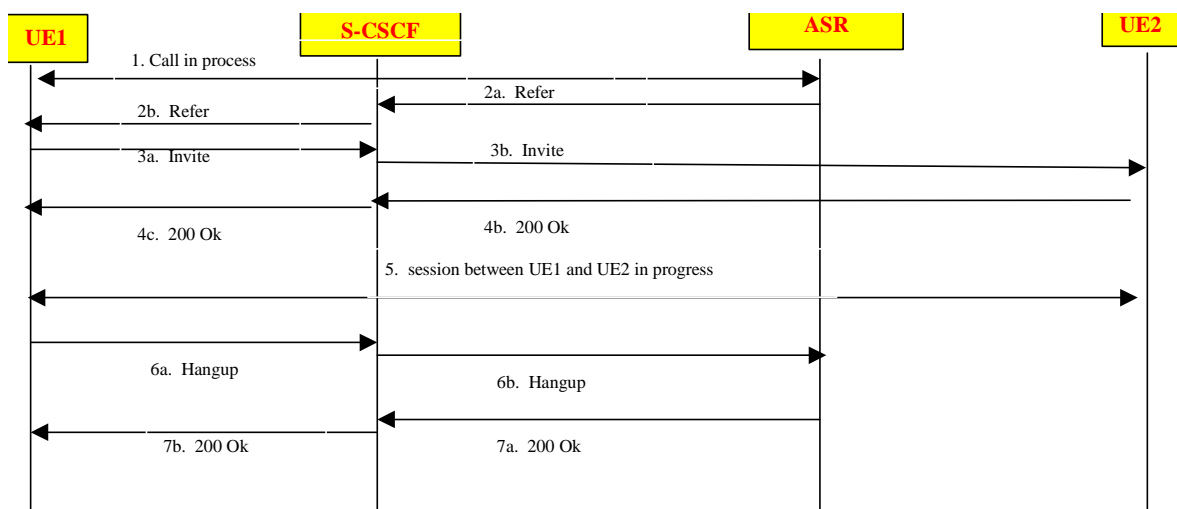 UE1
S-CSCF
ASR
UE2
1. Call in process
2a. Refer
2b. Refer
3a. Invite
3b. Invite
4c. 200 Ok
4b. 200 Ok
5. session between UE1 and UE2 in progress
6a. Hangup
6b. Hangup
7b. 200 Ok
7a. 200 Ok